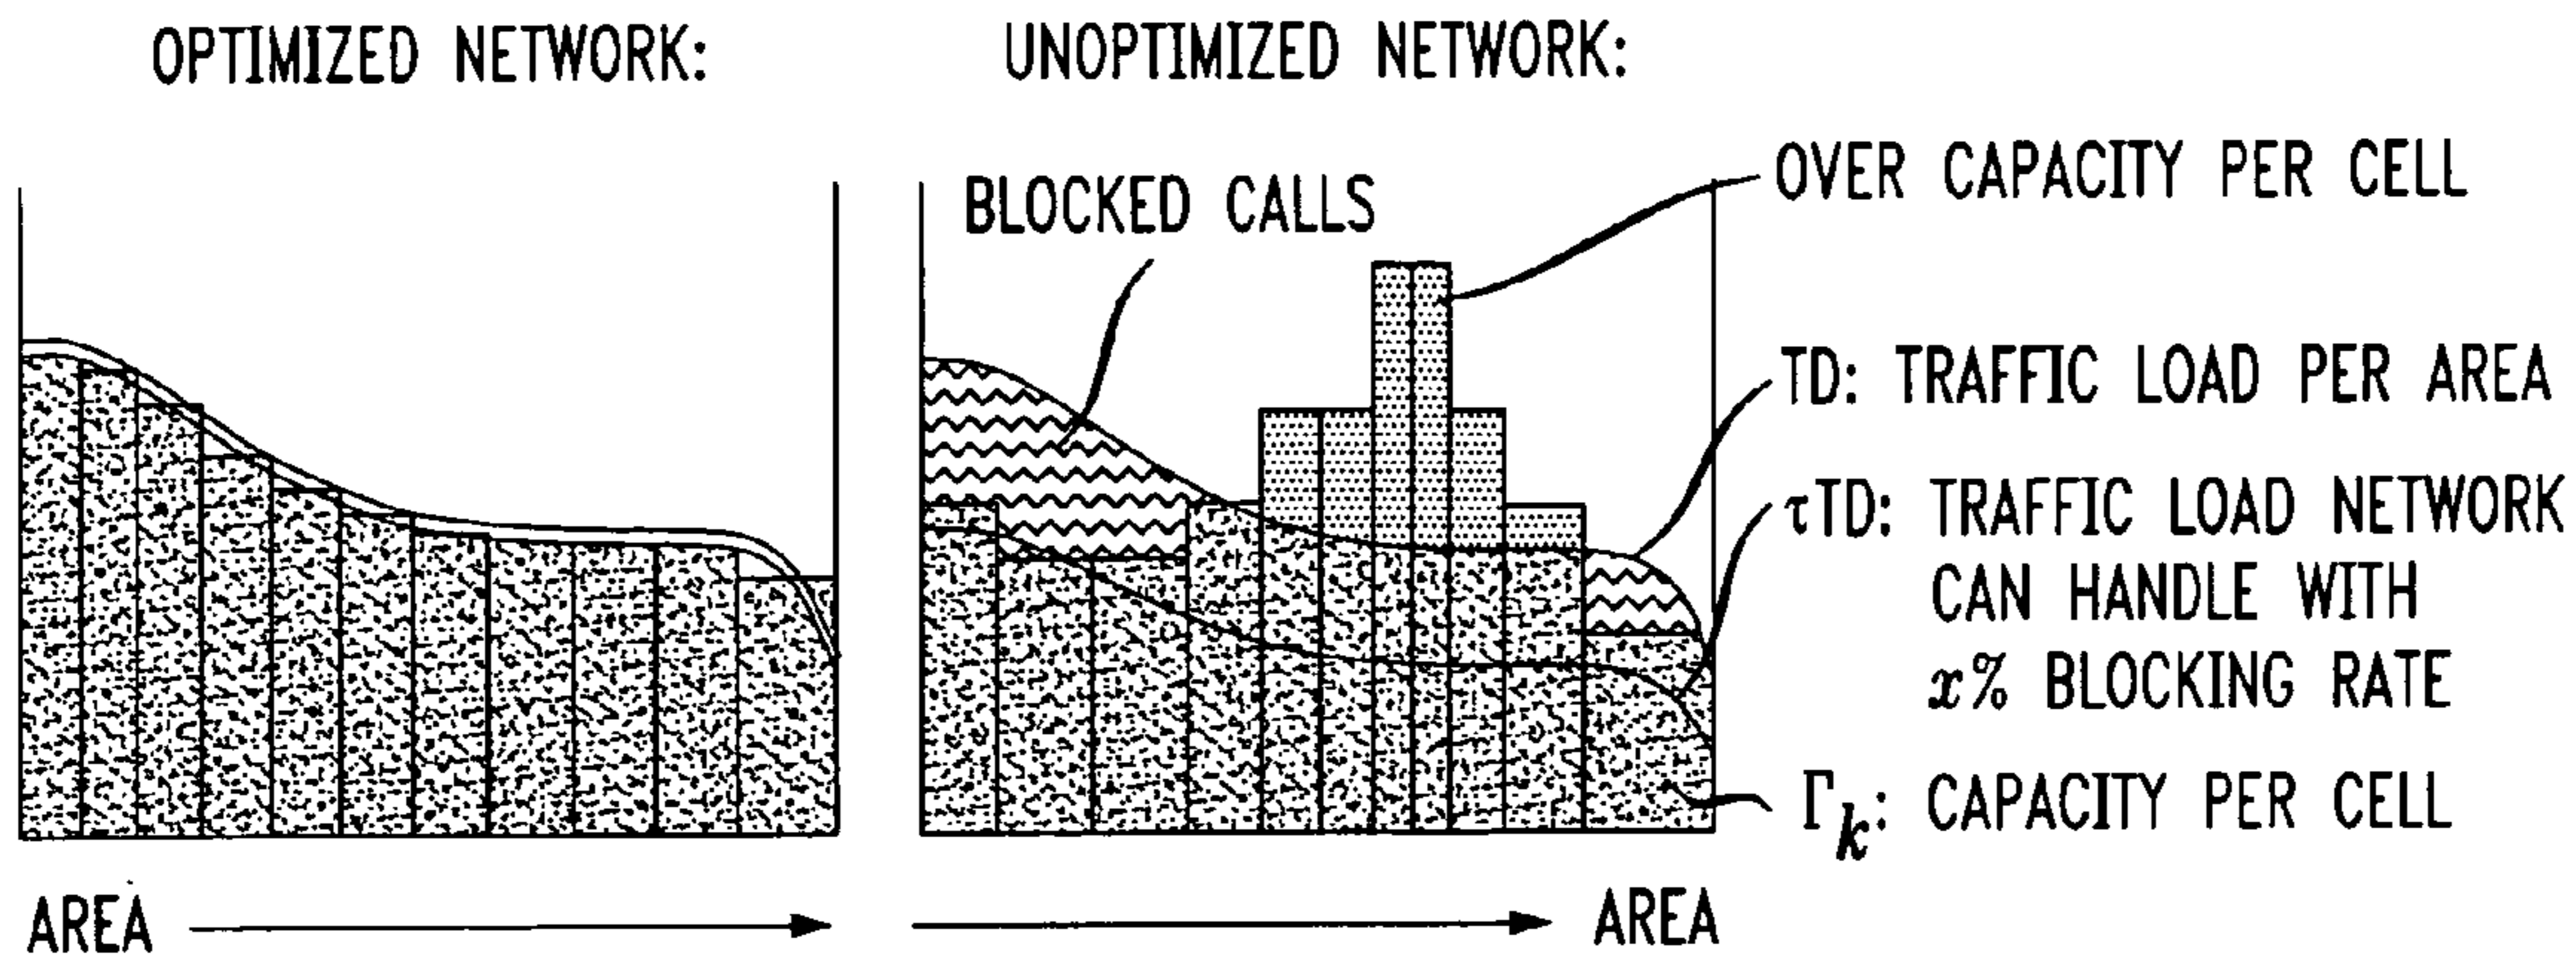 OPTIMIZED NETWORK:
UNOPTIMIZED NETWORK:
BLOCKED CALLS
OVER CAPACITY PER CELL
TD: TRAFFIC LOAD PER AREA
τTD: TRAFFIC LOAD NETWORK
CAN HANDLE WITH
x% BLOCKING RATE
Γk: CAPACITY PER CELL
AREA
AREA